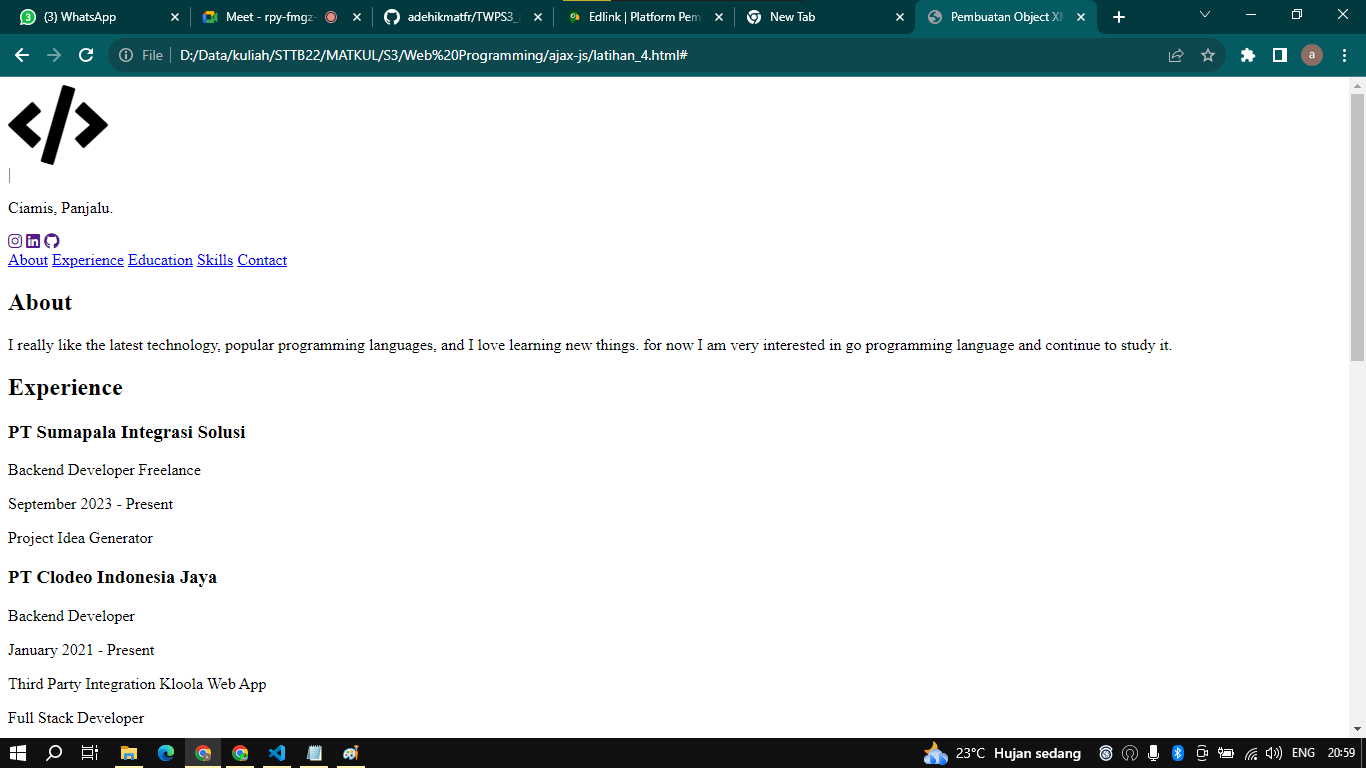 (3) WhatsApp
Meet - rpy-fmgz-
adehikmatfr/TWPS3_a
Edlink | Platform Pem
New Tab
Pembuatan Object XM
File
D:/Data/kuliah/STTB22/MATKUL/S3/Web%20Programming/ajax-js/latihan_4.html#
a
</>
|
Ciamis, Panjalu.
in
About Experience Education Skills Contact
About
I really like the latest technology, popular programming languages, and I love learning new things. for now I am very interested in go programming language and continue to study it.
Experience
PT Sumapala Integrasi Solusi
Backend Developer Freelance
September 2023 - Present
Project Idea Generator
PT Clodeo Indonesia Jaya
Backend Developer
January 2021 - Present
Third Party Integration Kloola Web App
Full Stack Developer
23°C Hujan sedang
ENG
20:59